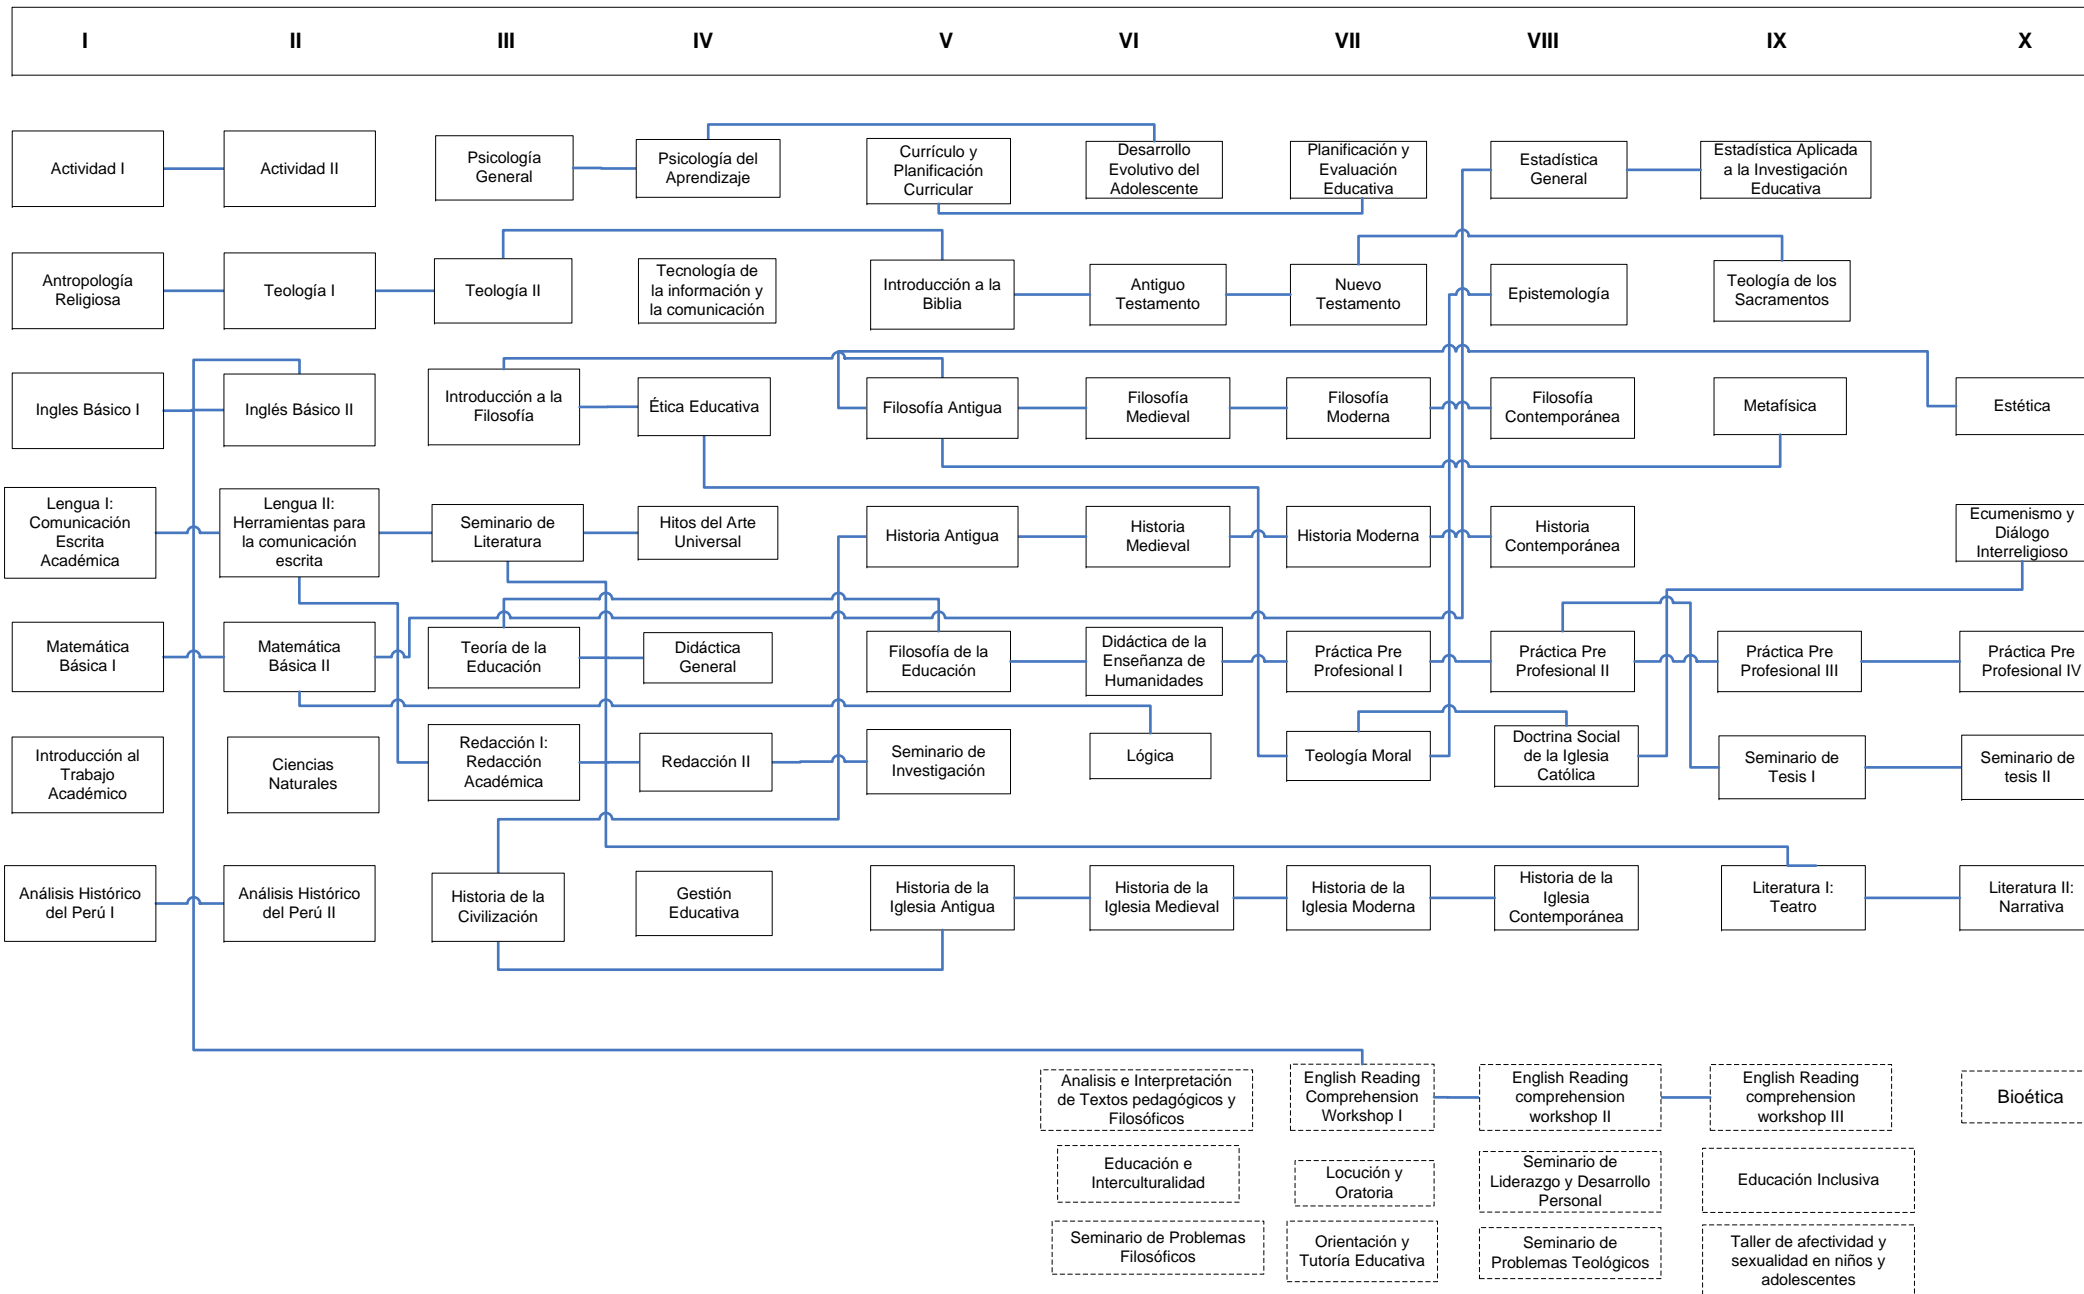 I II III IV V VI VII VIII IX X
Actividad I
Actividad II
Psicología
General
Psicología del
Aprendizaje
Currículo y
Planificación
Curricular
Desarrollo
Evolutivo del
Adolescente
Planificación y
Evaluación
Educativa
Estadística
General
Estadística Aplicada
a la Investigación
Educativa
Antropología
Religiosa
Teología I
Teología II
Tecnología de
la información y
la comunicación
Introducción a la
Biblia
Antiguo
Testamento
Nuevo
Testamento
Epistemología
Teología de los
Sacramentos
Ingles Básico I
Inglés Básico II
Introducción a la
Filosofía
Ética Educativa
Filosofía Antigua
Filosofía
Medieval
Filosofía
Moderna
Filosofía
Contemporánea
Metafísica
Estética
Lengua I:
Comunicación
Escrita
Académica
Lengua II:
Herramientas para
la comunicación
escrita
Seminario de
Literatura
Hitos del Arte
Universal
Historia Antigua
Historia
Medieval
Historia Moderna
Historia
Contemporánea
Ecumenismo y
Diálogo
Interreligioso
Matemática
Básica I
Matemática
Básica II
Teoría de la
Educación
Didáctica
General
Filosofía de la
Educación
Didáctica de la
Enseñanza de
Humanidades
Práctica Pre
Profesional I
Práctica Pre
Profesional II
Práctica Pre
Profesional III
Práctica Pre
Profesional IV
Introducción al
Trabajo
Académico
Ciencias
Naturales
Redacción I:
Redacción
Académica
Redacción II
Seminario de
Investigación
Lógica
Teología Moral
Doctrina Social
de la Iglesia
Católica
Seminario de
Tesis I
Seminario de
tesis II
Análisis Histórico
del Perú I
Análisis Histórico
del Perú II
Historia de la
Civilización
Gestión
Educativa
Historia de la
Iglesia Antigua
Historia de la
Iglesia Medieval
Historia de la
Iglesia Moderna
Historia de la
Iglesia
Contemporánea
Literatura I:
Teatro
Literatura II:
Narrativa
Analisis e Interpretación
de Textos pedagógicos y
Filosóficos
English Reading
Comprehension
Workshop I
English Reading
comprehension
workshop II
English Reading
comprehension
workshop III
Bioética
Educación e
Interculturalidad
Locución y
Oratoria
Seminario de
Liderazgo y Desarrollo
Personal
Educación Inclusiva
Seminario de Problemas
Filosóficos
Orientación y
Tutoría Educativa
Seminario de
Problemas Teológicos
Taller de afectividad y
sexualidad en niños y
adolescentes